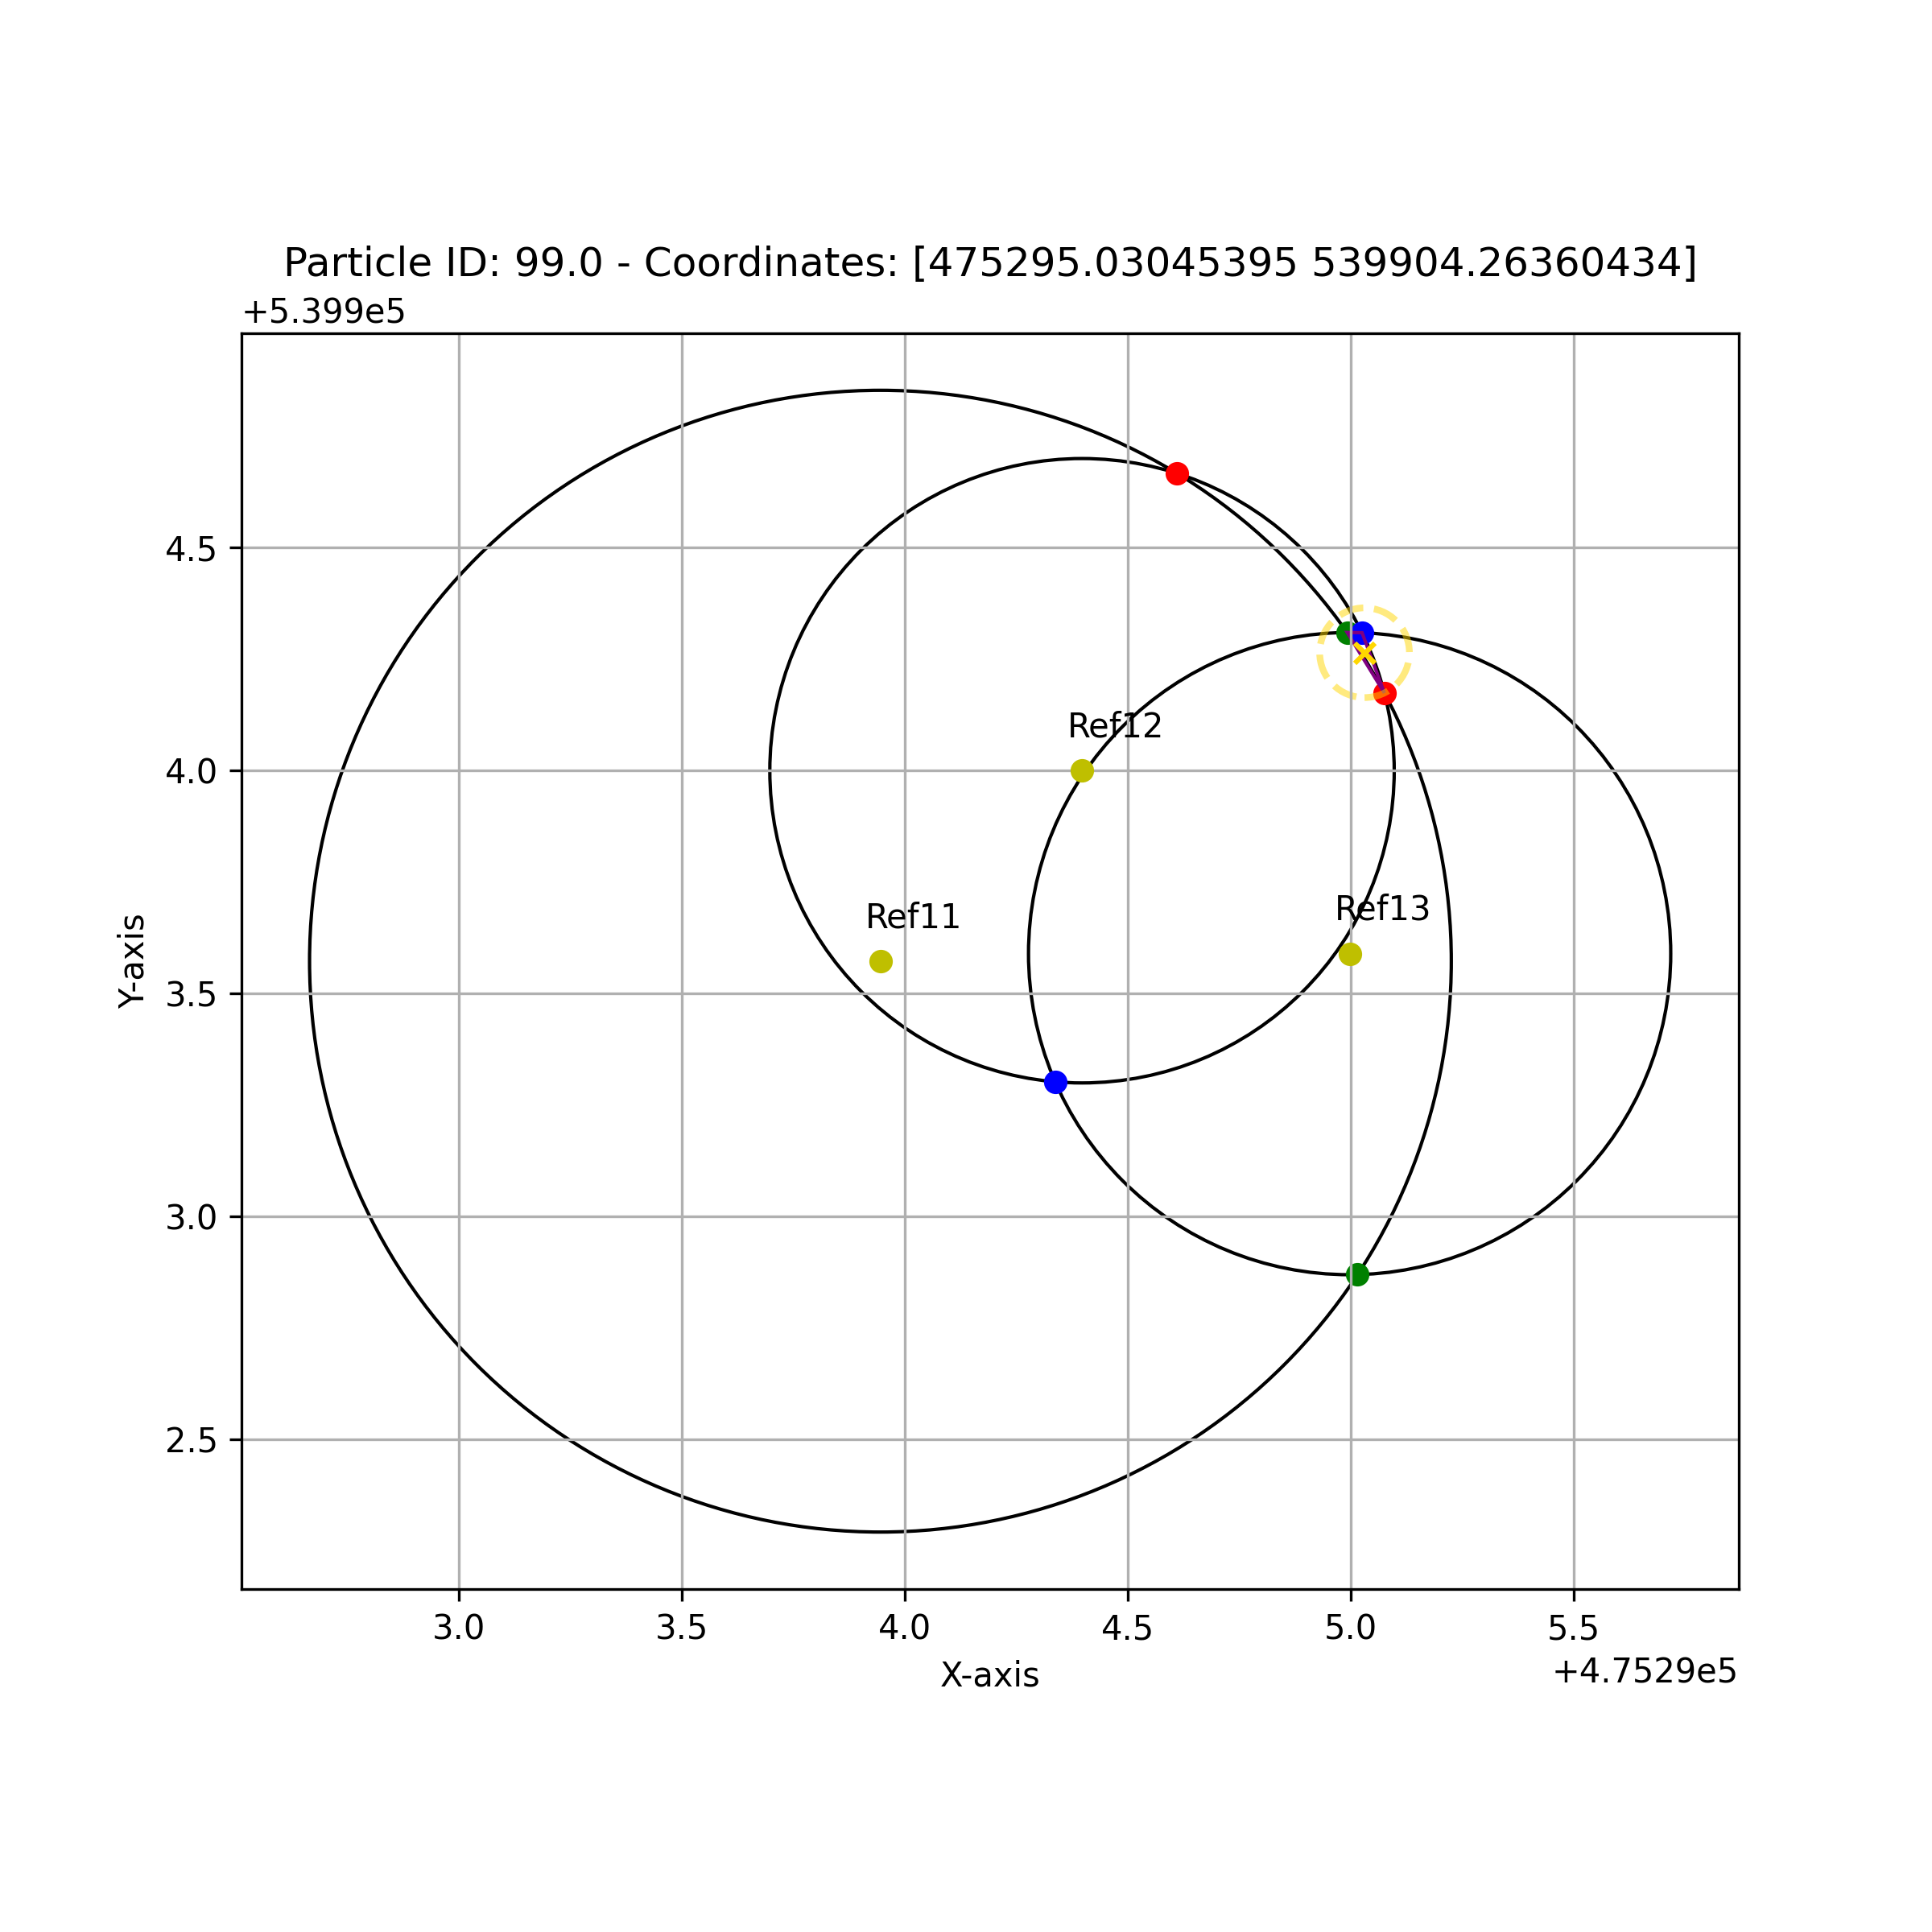 Particle ID: 99.0 - Coordinates: [475295.03045395 539904.26360434]
+5.399e5
4.5
Ref12
4.0
Ref11
Ref13
Y-axis
3.5
3.0
2.5
3.0 3.5 4.0 4.5 5.0 5.5
X-axis
+4.7529e5